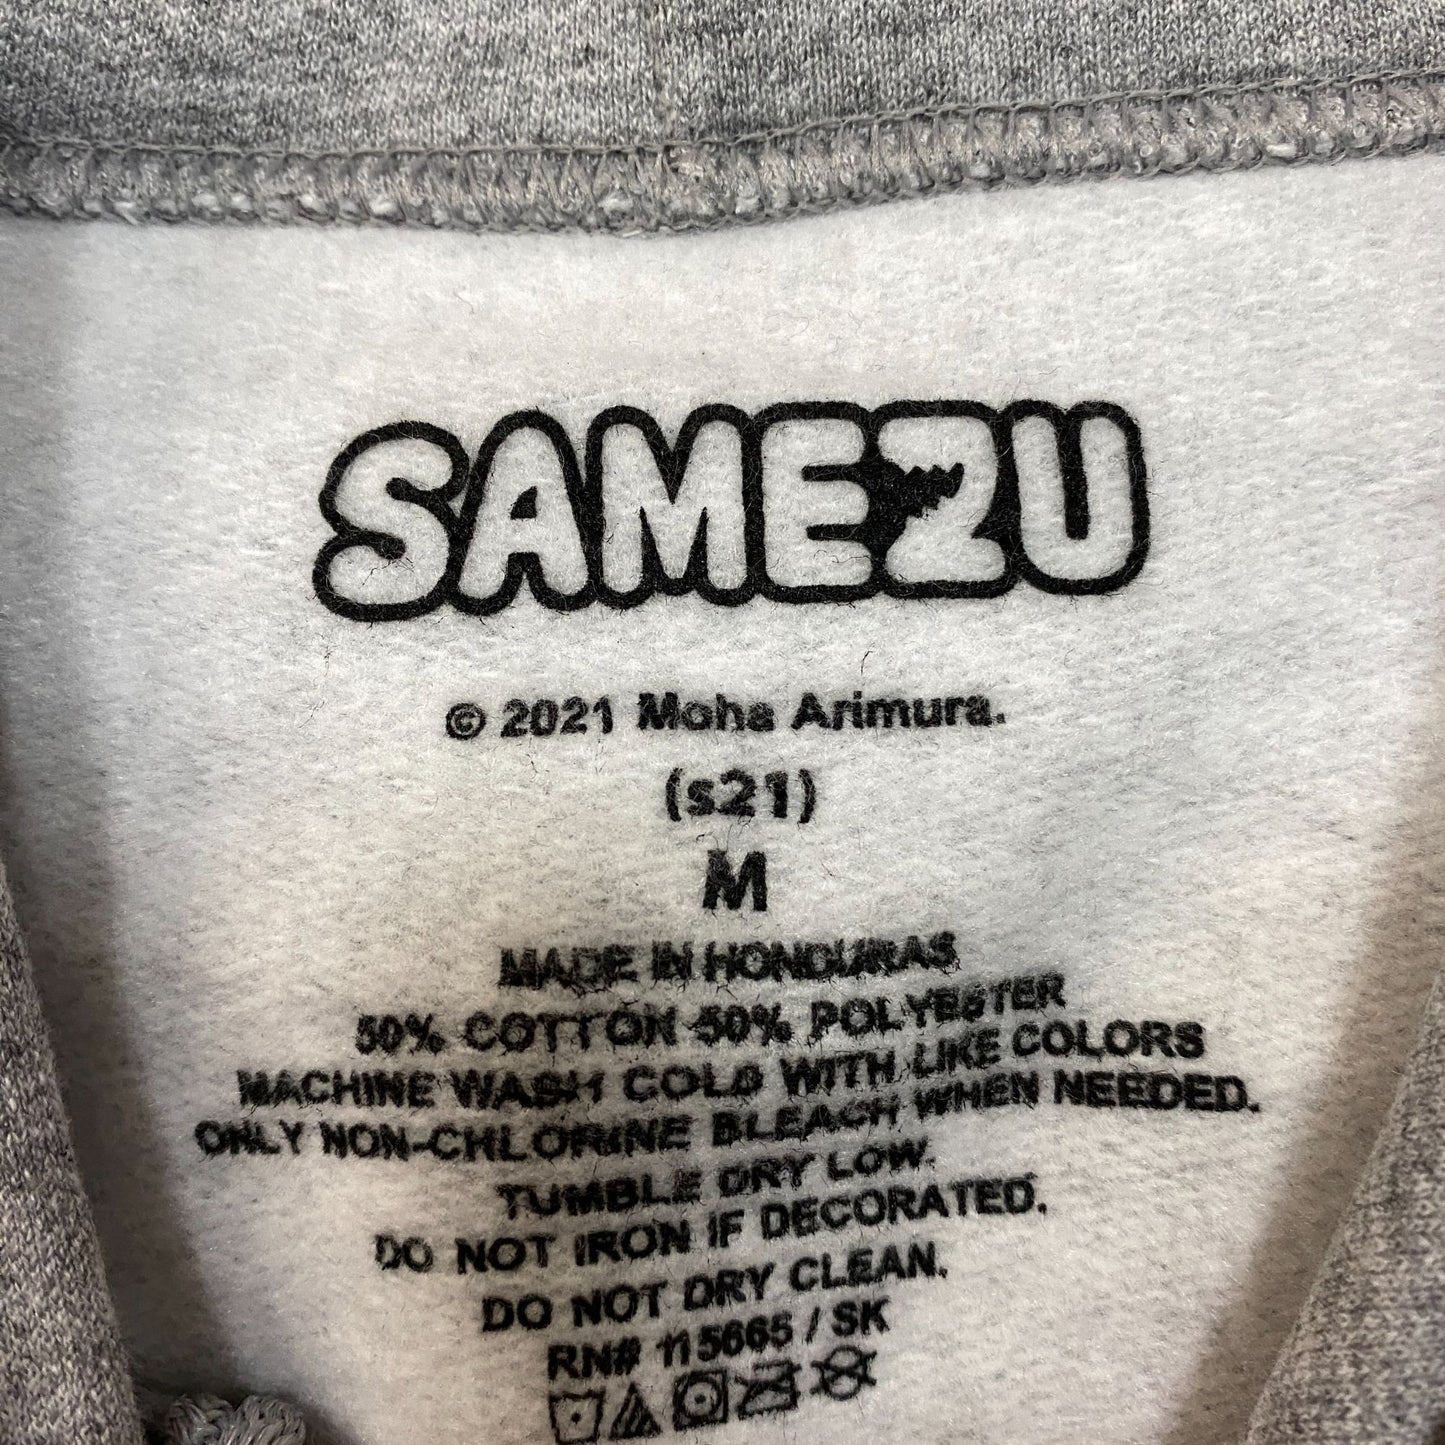 SAMEZU
© 2021 Moha Arimura.
(s21)
M
MADE IN HONDURAS
50% COTTON 50% POLYESTER
MACHINE WASH COLD WITH LIKE COLORS
ONLY NON-CHLORINE BLEACH WHEN NEEDED.
TUMBLE DRY LOW.
DO NOT IRON IF DECORATED.
DO NOT DRY CLEAN.
RN# 115665 / SK